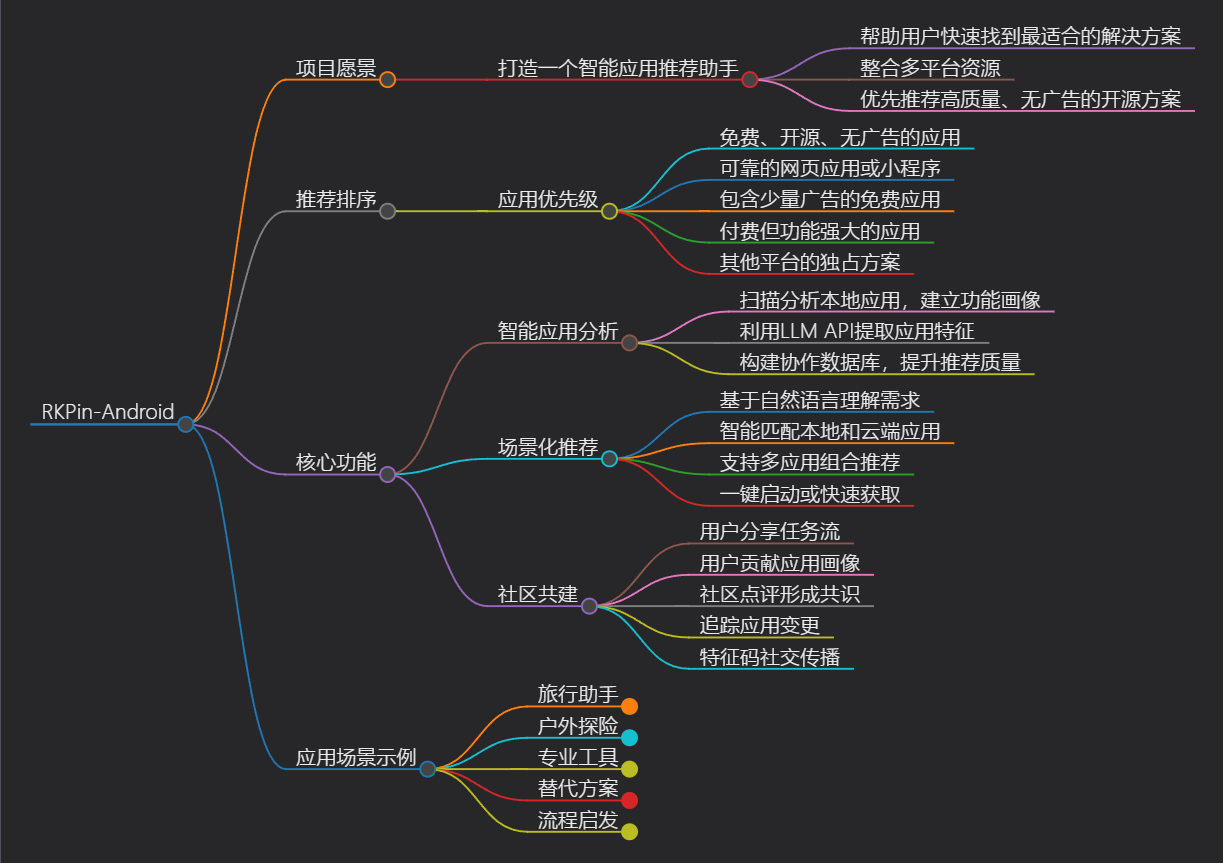 RKPin-Android
项目愿景
打造一个智能应用推荐助手
帮助用户快速找到最适合的解决方案
整合多平台资源
优先推荐高质量、无广告的开源方案
推荐排序
应用优先级
免费、开源、无广告的应用
可靠的网页应用或小程序
包含少量广告的免费应用
付费但功能强大的应用
其他平台的独占方案
核心功能
智能应用分析
扫描分析本地应用，建立功能画像
利用LLM API提取应用特征
构建协作数据库，提升推荐质量
场景化推荐
基于自然语言理解需求
智能匹配本地和云端应用
支持多应用组合推荐
一键启动或快速获取
社区共建
用户分享任务流
用户贡献应用画像
社区点评形成共识
追踪应用变更
特征码社交传播
应用场景示例
旅行助手
户外探险
专业工具
替代方案
流程启发